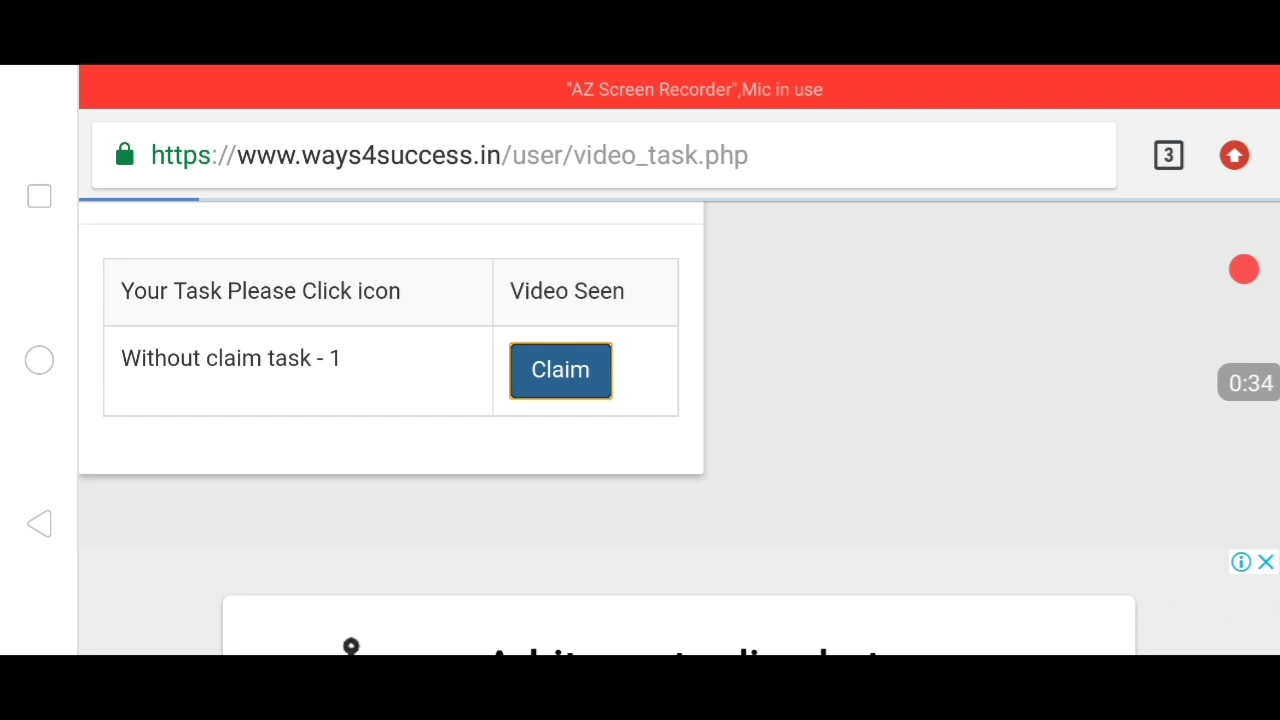 "AZ Screen Recorder",Mic in use
https://www.ways4success.in/user/video_task.php
3
Your Task Please Click icon
Video Seen
Without claim task - 1
Claim
0:34